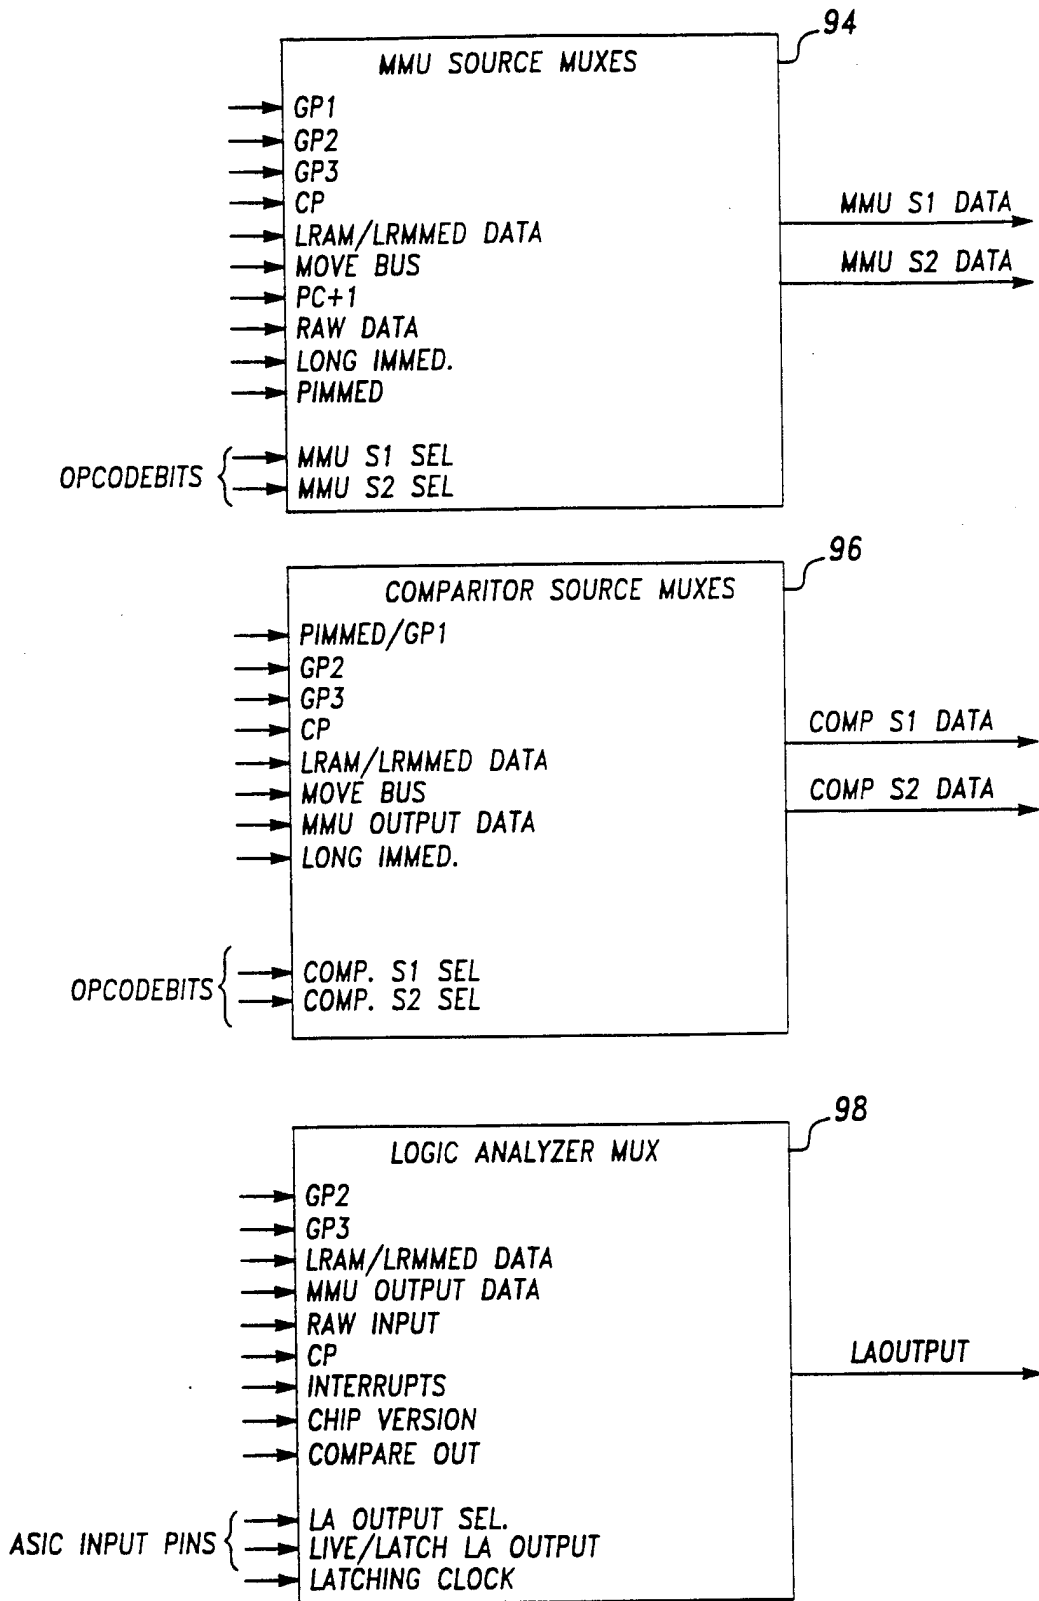 94
MMU SOURCE MUXES
GP1
GP2
GP3
CP
LRAM/LRMMED DATA
MOVE BUS
PC+1
RAW DATA
LONG IMMED.
PIMMED
MMU S1 DATA
MMU S2 DATA
OPCODEBITS
MMU S1 SEL
MMU S2 SEL
96
COMPARITOR SOURCE MUXES
PIMMED/GP1
GP2
GP3
CP
LRAM/LRMMED DATA
MOVE BUS
MMU OUTPUT DATA
LONG IMMED.
COMP S1 DATA
COMP S2 DATA
OPCODEBITS
COMP. S1 SEL
COMP. S2 SEL
98
LOGIC ANALYZER MUX
GP2
GP3
LRAM/LRMMED DATA
MMU OUTPUT DATA
RAW INPUT
CP
INTERRUPTS
CHIP VERSION
COMPARE OUT
LAOUTPUT
ASIC INPUT PINS
LA OUTPUT SEL.
LIVE/LATCH LA OUTPUT
LATCHING CLOCK